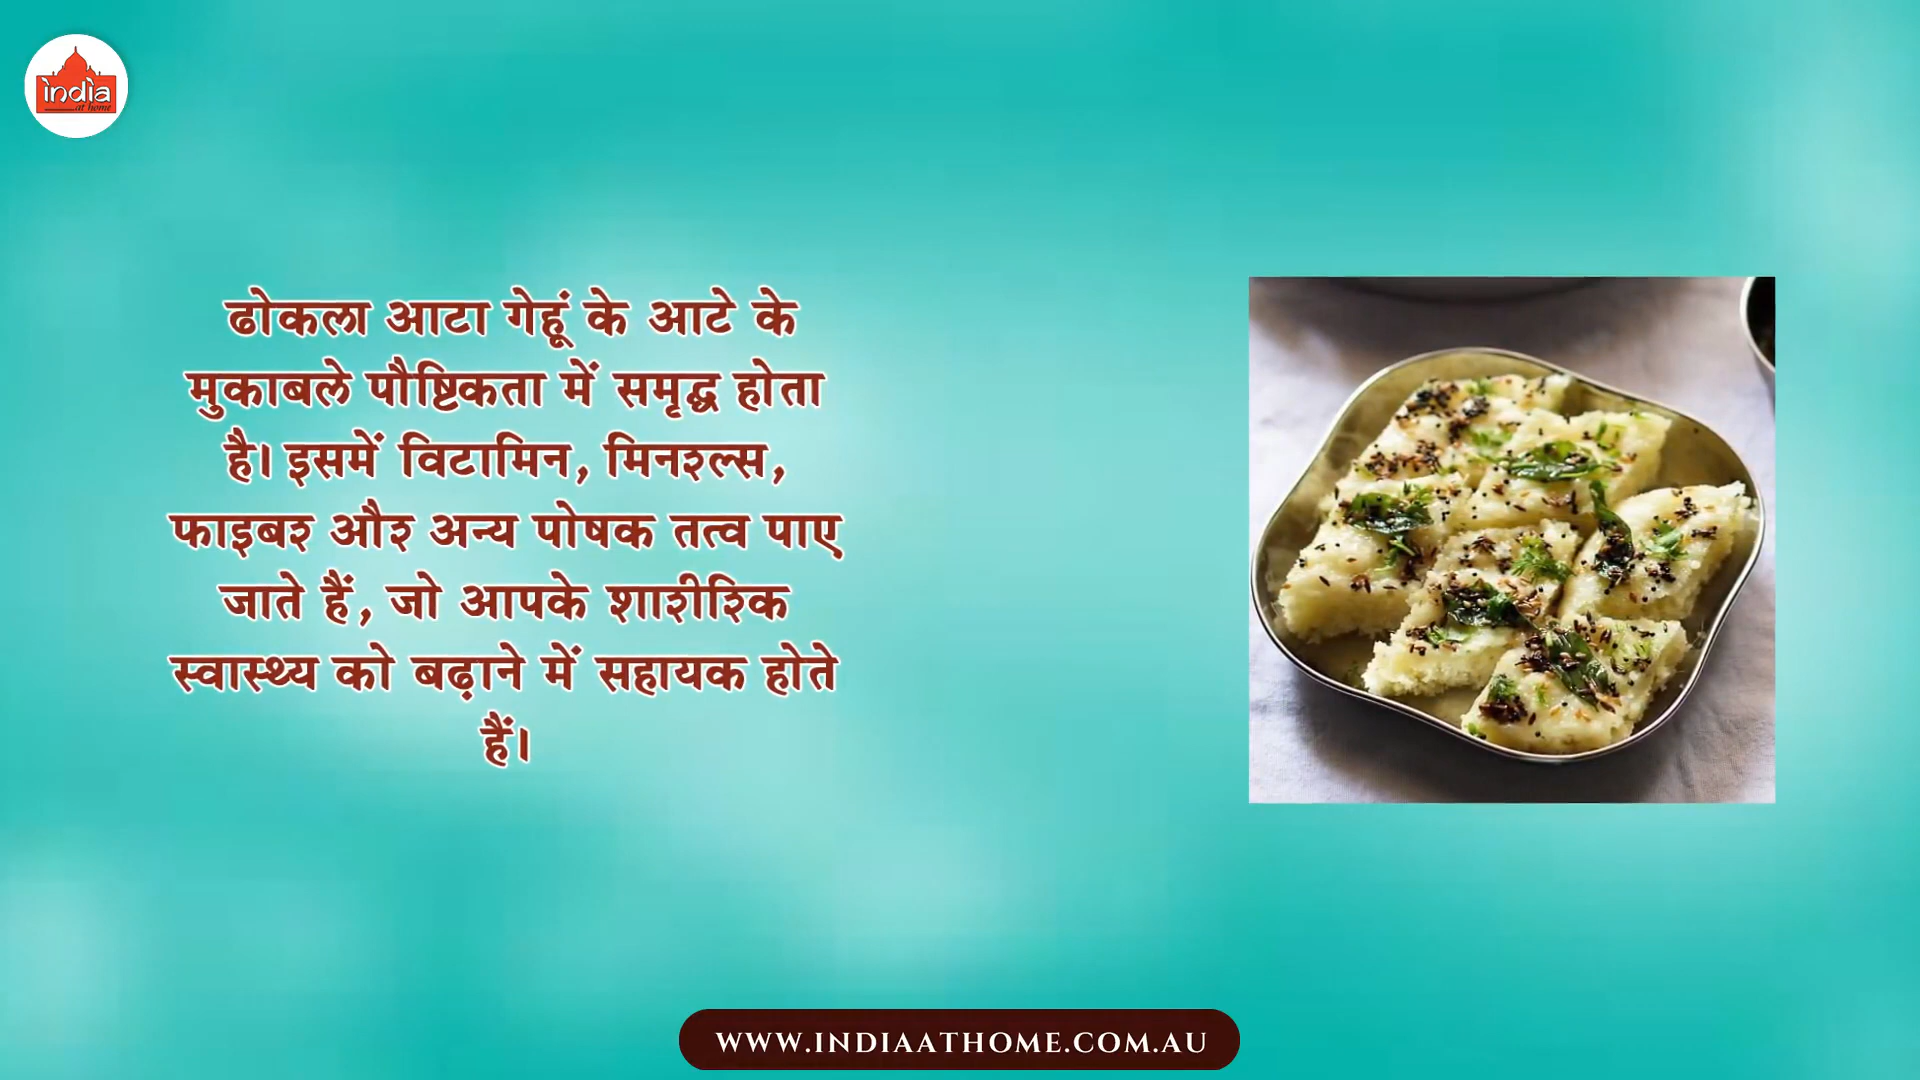 india
at home
ढोकला आटा गेहूं के आटे के
मुकाबले पौष्टिकता में समृद्ध होता
है। इसमें विटामिन, मिनरल्स,
फाइबर और अन्य पोषक तत्व पाए
जाते हैं, जो आपके शारीरिक
स्वास्थ्य को बढ़ाने में सहायक होते
हैं।
WWW.INDIAATHOME.COM.AU